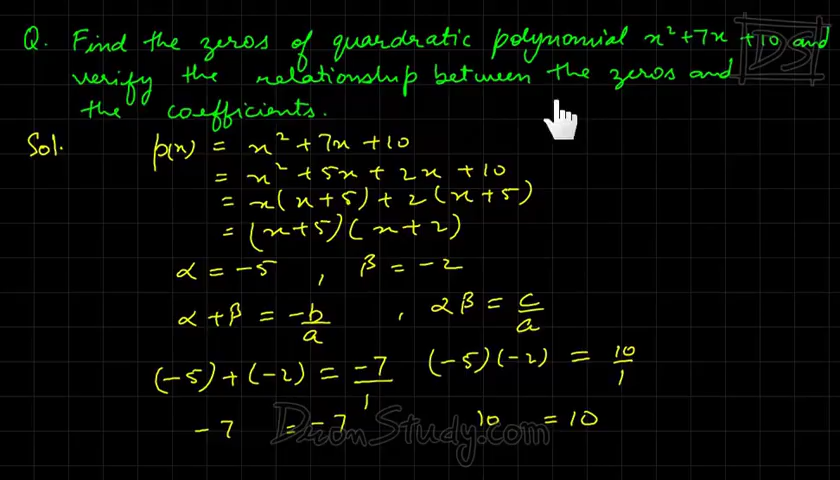 Q. Find the zeros of quardratic polynomial x² + 7x + 10 and
verify the relationship between the zeros and
the coefficients.
Sol. p(x) = x² + 7x + 10
= x² + 5x + 2x + 10
= x(x+5) + 2(x+5)
= (x+5)(x+2)
α = -5 , β = -2
α + β = -b/a , αβ = c/a
(-5) + (-2) = -7/1 (-5)(-2) = 10/1
-7 = -7 10 = 10
DronStudy.com
DS